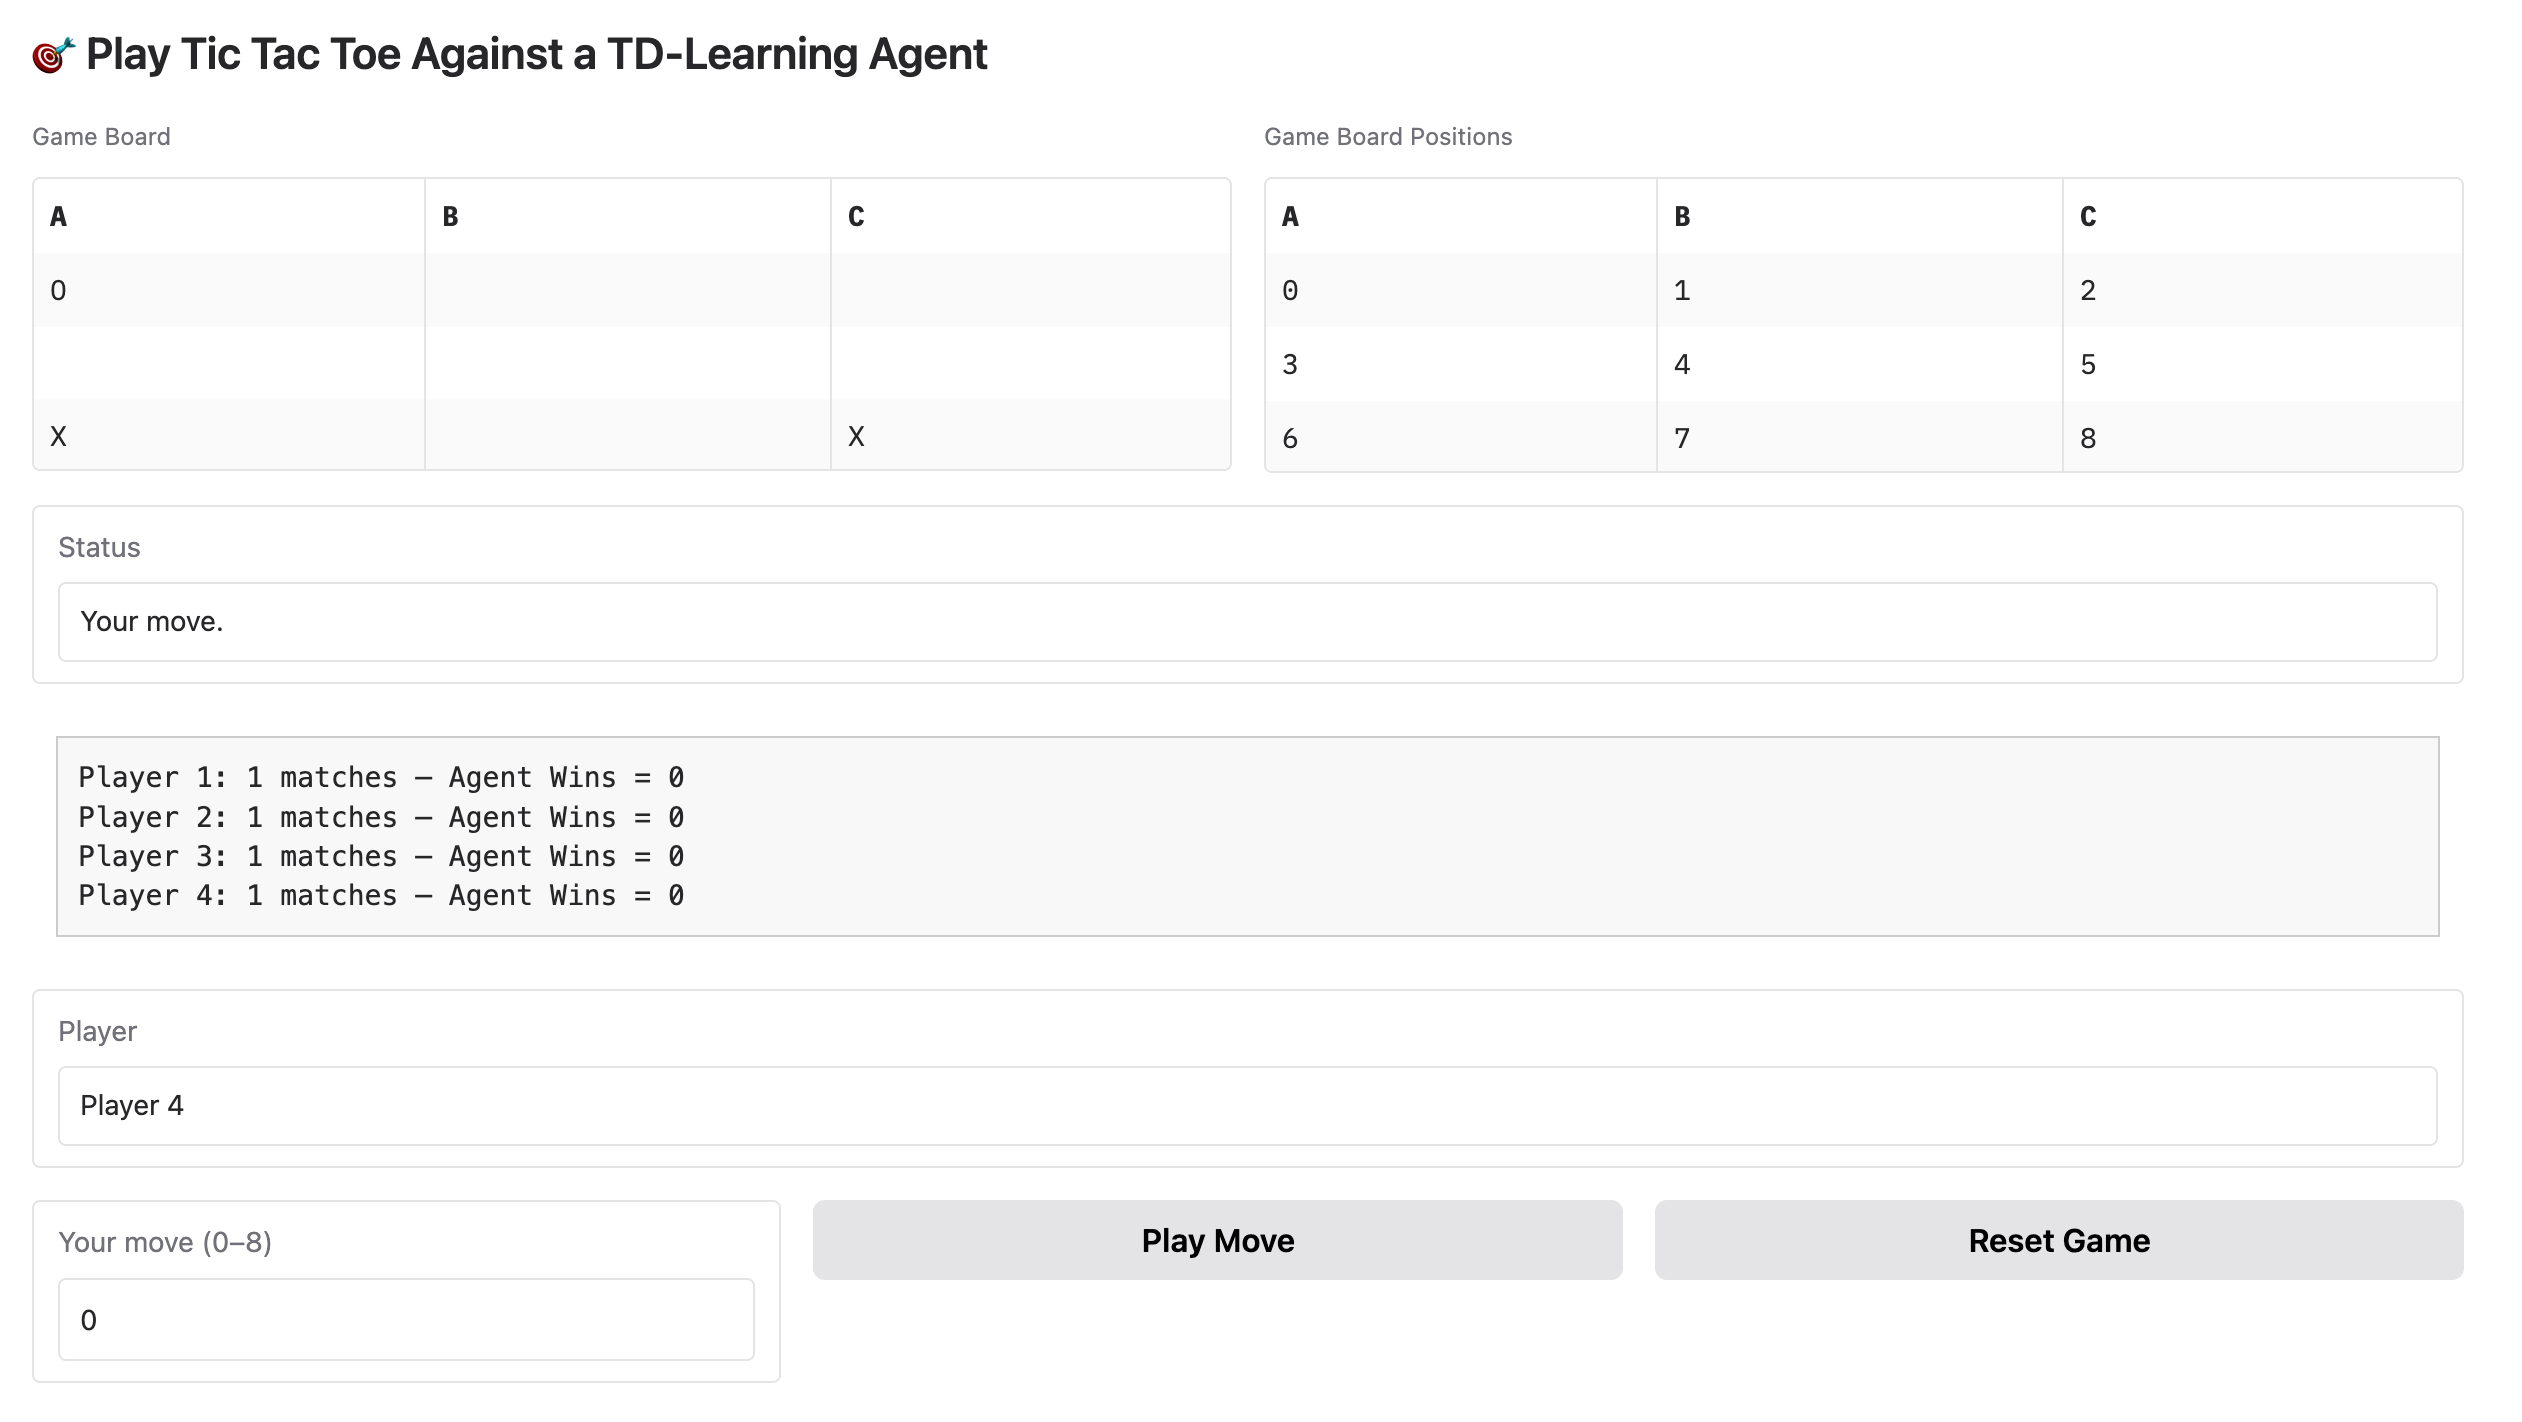 🎯 Play Tic Tac Toe Against a TD-Learning Agent
Game Board
A B C
O
X X
Game Board Positions
A B C
0 1 2
3 4 5
6 7 8
Status
Your move.
Player 1: 1 matches — Agent Wins = 0
Player 2: 1 matches — Agent Wins = 0
Player 3: 1 matches — Agent Wins = 0
Player 4: 1 matches — Agent Wins = 0
Player
Player 4
Your move (0–8)
0
Play Move
Reset Game